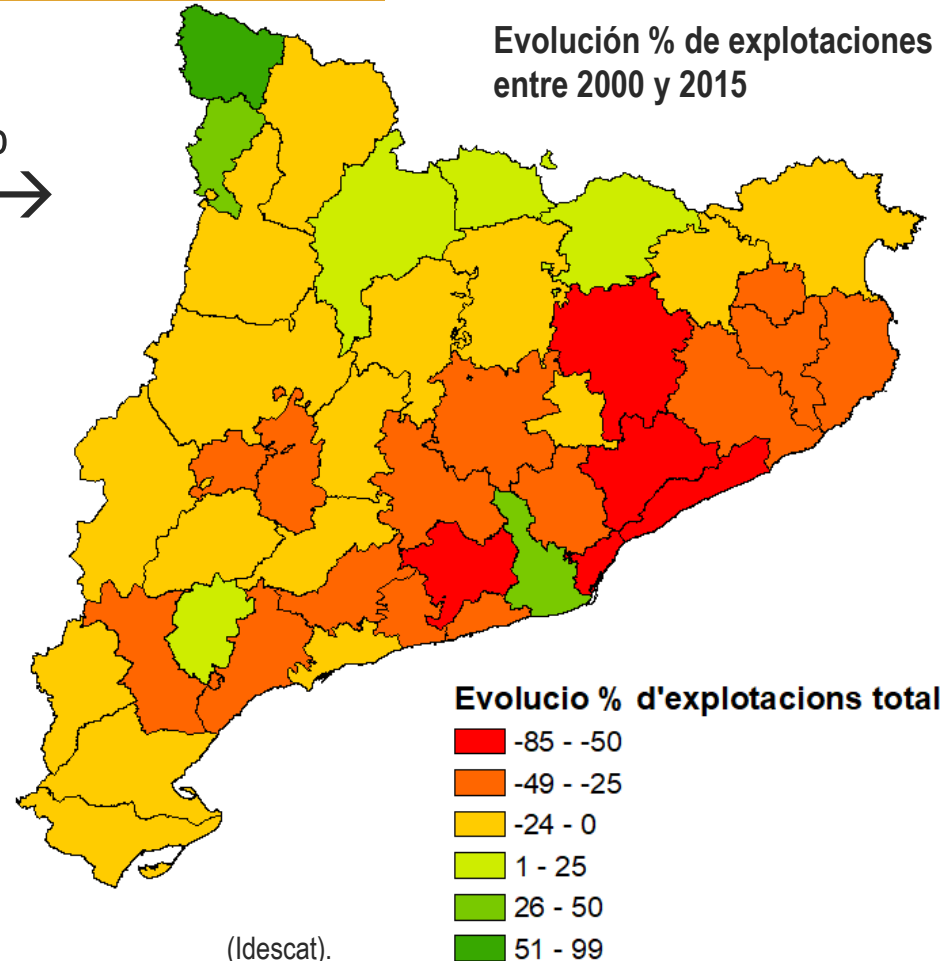 Evolución % de explotaciones
entre 2000 y 2015
Evolucio % d'explotacions total
-85 - -50
-49 - -25
-24 - 0
1 - 25
26 - 50
51 - 99
(Idescat).